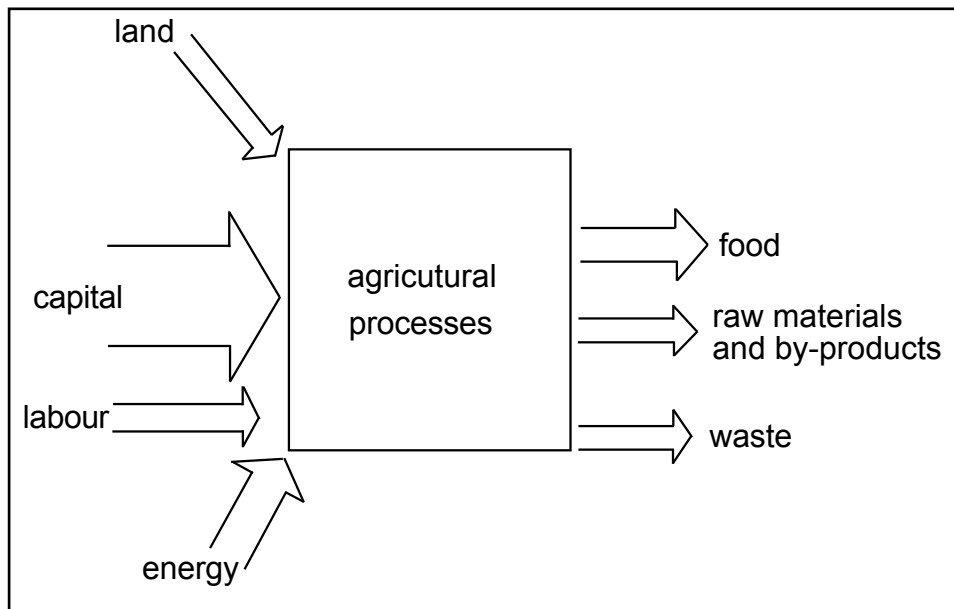 land
capital
labour
energy
agricutural
processes
food
raw materials
and by-products
waste